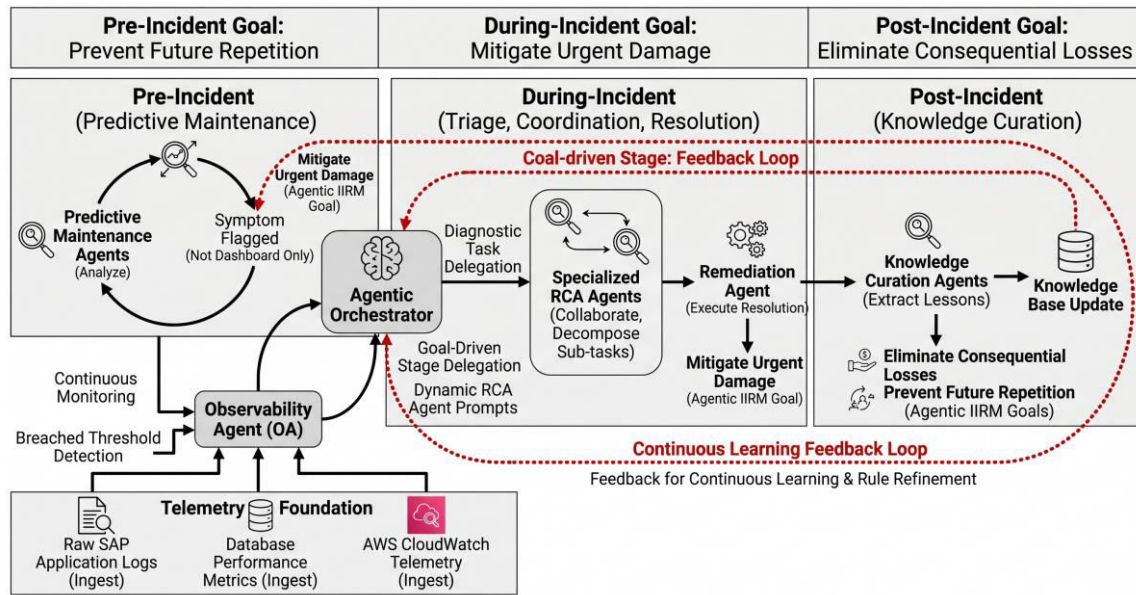 Pre-Incident Goal:
Prevent Future Repetition
During-Incident Goal:
Mitigate Urgent Damage
Post-Incident Goal:
Eliminate Consequential Losses
Pre-Incident
(Predictive Maintenance)
Predictive
Maintenance
Agents
(Analyze)
Symptom
Flagged
(Not Dashboard Only)
Mitigate
Urgent Damage
(Agentic IIRM
Goal)
During-Incident
(Triage, Coordination, Resolution)
Coal-driven Stage: Feedback Loop
Agentic
Orchestrator
Diagnostic
Task
Delegation
Specialized
RCA Agents
(Collaborate,
Decompose
Sub-tasks)
Remediation
Agent
(Execute Resolution)
Mitigate Urgent
Damage
(Agentic IIRM Goal)
Goal-Driven
Stage Delegation
Dynamic RCA
Agent Prompts
Post-Incident
(Knowledge Curation)
Knowledge
Curation Agents
(Extract Lessons)
Knowledge
Base Update
Eliminate Consequential
Losses
Prevent Future Repetition
(Agentic IIRM Goals)
Continuous Learning Feedback Loop
Feedback for Continuous Learning & Rule Refinement
Continuous
Monitoring
Breached Threshold
Detection
Observability
Agent (OA)
Telemetry Foundation
Raw SAP
Application Logs
(Ingest)
Database
Performance
Metrics (Ingest)
AWS CloudWatch
Telemetry
(Ingest)